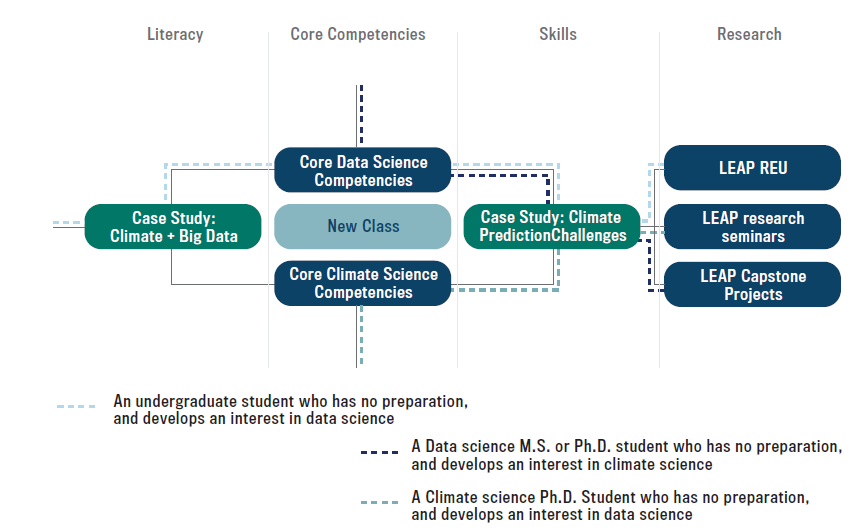 Literacy
Core Competencies
Skills
Research
Core Data Science
Competencies
LEAP REU
Case Study:
Climate + Big Data
New Class
Case Study: Climate
PredictionChallenges
LEAP research
seminars
Core Climate Science
Competencies
LEAP Capstone
Projects
An undergraduate student who has no preparation,
and develops an interest in data science
A Data science M.S. or Ph.D. student who has no preparation,
and develops an interest in climate science
A Climate science Ph.D. Student who has no preparation,
and develops an interest in data science